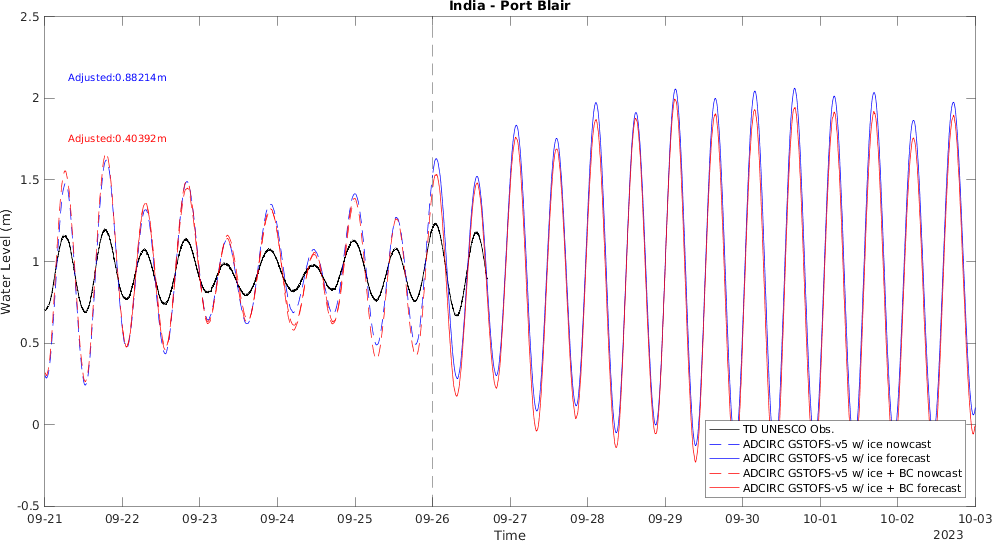 India - Port Blair
2.5
2
1.5
1
0.5
0
-0.5
Water Level (m)
Adjusted:0.88214m
Adjusted:0.40392m
TD UNESCO Obs.
ADCIRC GSTOFS-v5 w/ ice nowcast
ADCIRC GSTOFS-v5 w/ ice forecast
ADCIRC GSTOFS-v5 w/ ice + BC nowcast
ADCIRC GSTOFS-v5 w/ ice + BC forecast
09-21 09-22 09-23 09-24 09-25 09-26 09-27 09-28 09-29 09-30 10-01 10-02 10-03
Time
2023